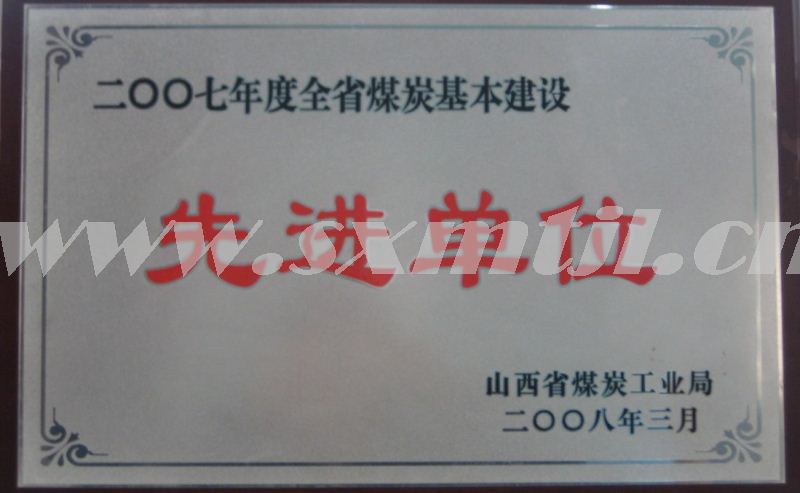 二〇〇七年度全省煤炭基本建设
先进单位
www.sxmtjl.cn
山西省煤炭工业局
二〇〇八年三月